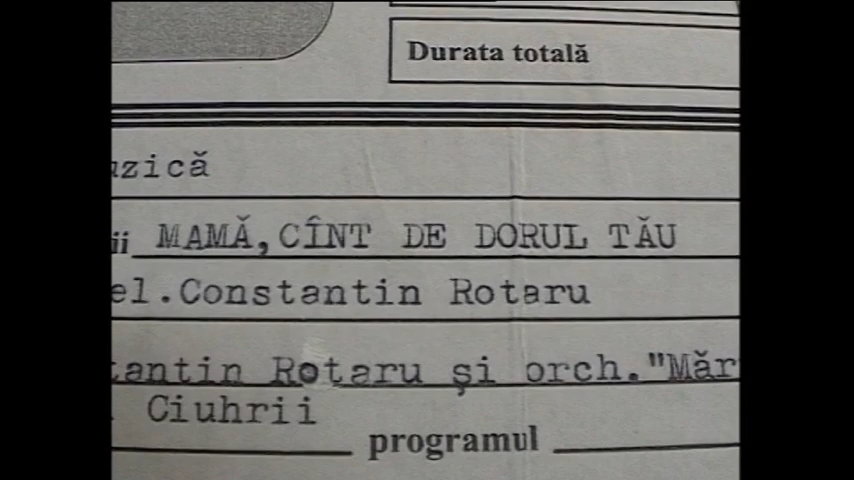 Durata totală
uzică
ii MAMĂ,CÎNT DE DORUL TĂU
el.Constantin Rotaru
tantin Rotaru și orch."Măr
Ciuhrii
programul